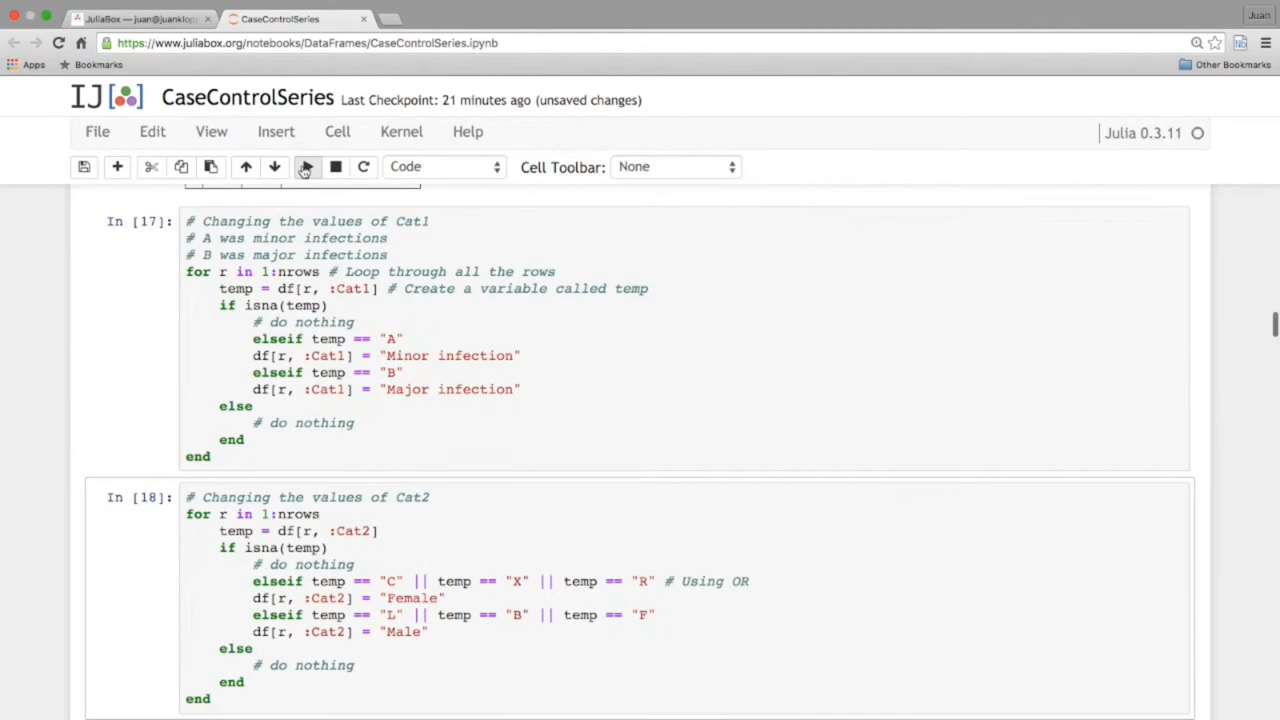 JuliaBox — juan@juanklop
CaseControlSeries
Juan
https://www.juliabox.org/notebooks/DataFrames/CaseControlSeries.ipynb
Apps
Bookmarks
Other Bookmarks
IJ[ ]
CaseControlSeries Last Checkpoint: 21 minutes ago (unsaved changes)
File Edit View Insert Cell Kernel Help
Julia 0.3.11
Code
Cell Toolbar:
None
In [17]:
# Changing the values of Cat1
# A was minor infections
# B was major infections
for r in 1:nrows # Loop through all the rows
    temp = df[r, :Cat1] # Create a variable called temp
    if isna(temp)
        # do nothing
        elseif temp == "A"
        df[r, :Cat1] = "Minor infection"
        elseif temp == "B"
        df[r, :Cat1] = "Major infection"
    else
        # do nothing
    end
end
In [18]:
# Changing the values of Cat2
for r in 1:nrows
    temp = df[r, :Cat2]
    if isna(temp)
        # do nothing
        elseif temp == "C" || temp == "X" || temp == "R" # Using OR
        df[r, :Cat2] = "Female"
        elseif temp == "L" || temp == "B" || temp == "F"
        df[r, :Cat2] = "Male"
    else
        # do nothing
    end
end